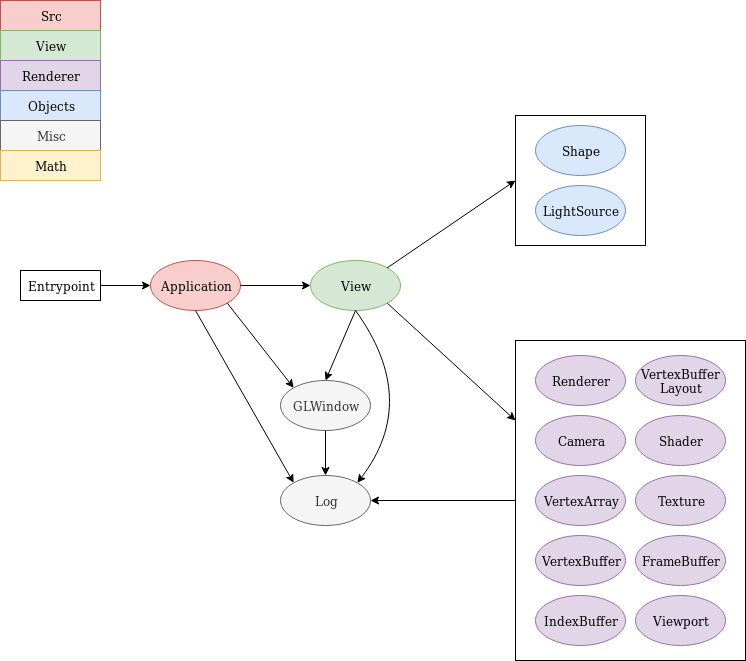 Src
View
Renderer
Objects
Misc
Math
Shape
LightSource
Entrypoint
Application
View
GLWindow
Log
Renderer
VertexBuffer
Layout
Camera
Shader
VertexArray
Texture
VertexBuffer
FrameBuffer
IndexBuffer
Viewport